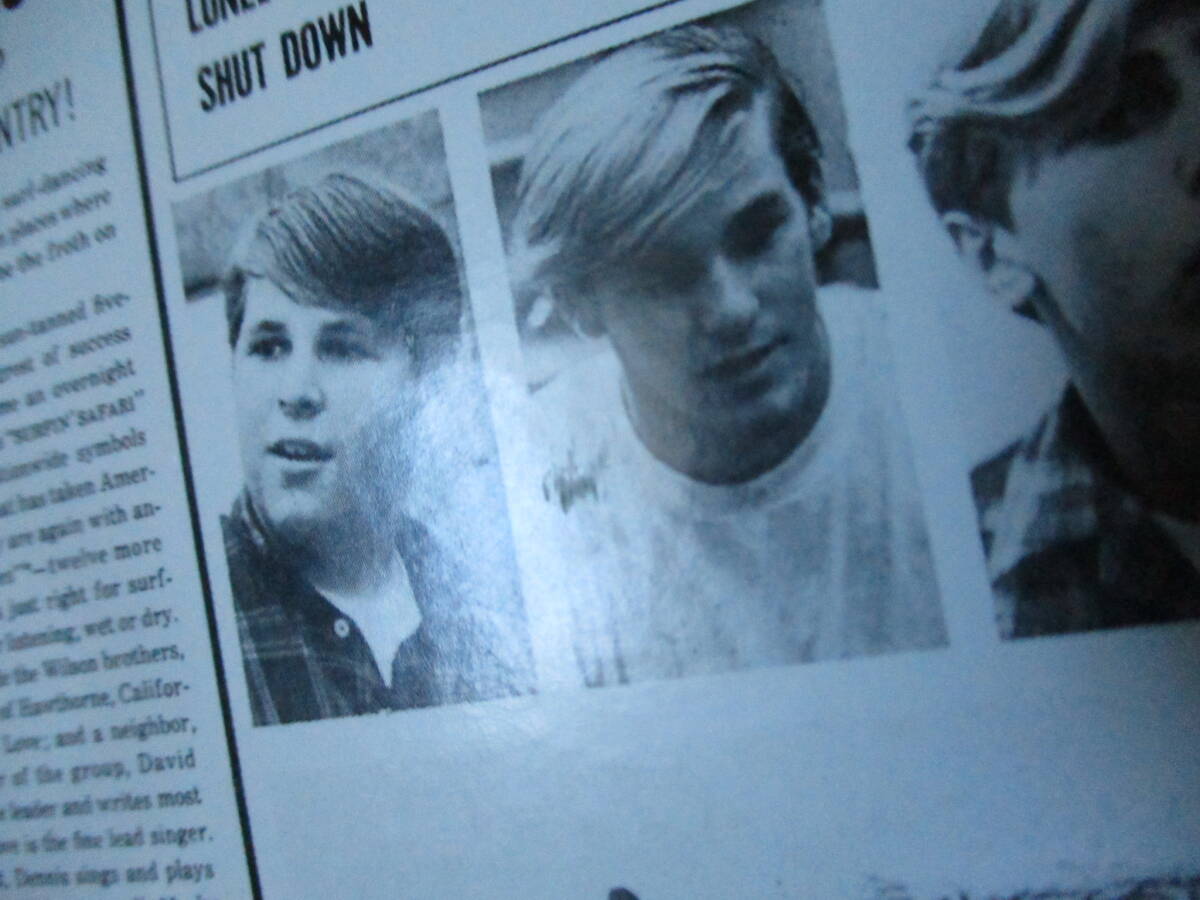 SHUT DOWN
NTRY!
surf-dancing
places where
the froth on
sun-tanned five-
crest of success
an overnight
"SURFIN' SAFARI"
symbols
has taken Amer-
are again with an-
—twelve more
just right for surf-
listening, wet or dry.
the Wilson brothers,
of Hawthorne, Califor-
Love; and a neighbor,
of the group, David
leader and writes most
is the fine lead singer.
Dennis sings and plays